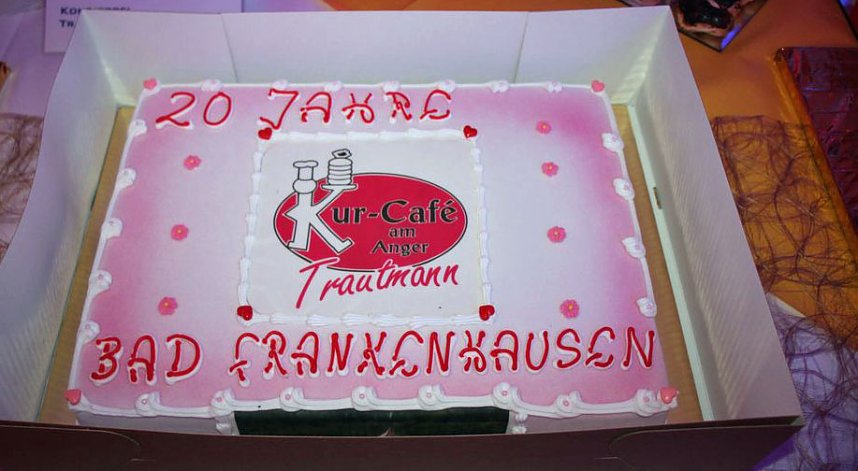 20 JAHRE
Kur-Café
am
Anger
Trautmann
BAD FRANKENHAUSEN